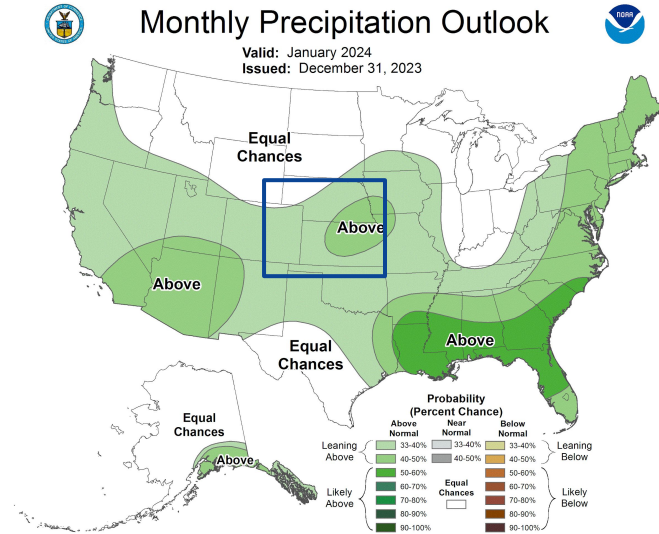 Monthly Precipitation Outlook
NOAA
Valid: January 2024
Issued: December 31, 2023
Equal
Chances
Above
Above
Above
Equal
Chances
Equal
Chances
Above
Probability
(Percent Chance)
Above
Normal
Near
Normal
Below
Normal
Leaning
Above
33-40%
33-40%
33-40%
Leaning
Below
40-50%
40-50%
40-50%
Likely
Above
50-60%
50-60%
Likely
Below
60-70%
60-70%
70-80%
Equal
Chances
70-80%
80-90%
80-90%
90-100%
90-100%